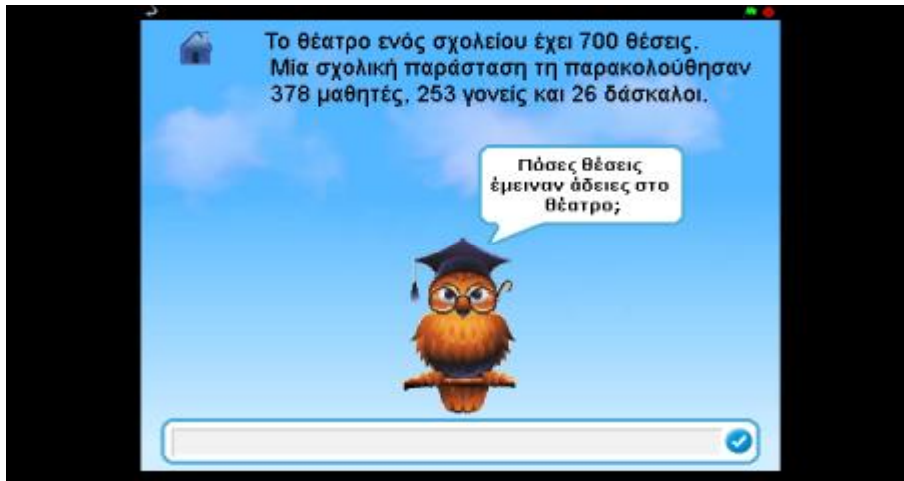 Το θέατρο ενός σχολείου έχει 700 θέσεις.
Μία σχολική παράσταση τη παρακολούθησαν
378 μαθητές, 253 γονείς και 26 δάσκαλοι.
Πόσες θέσεις
έμειναν άδειες στο
θέατρο;